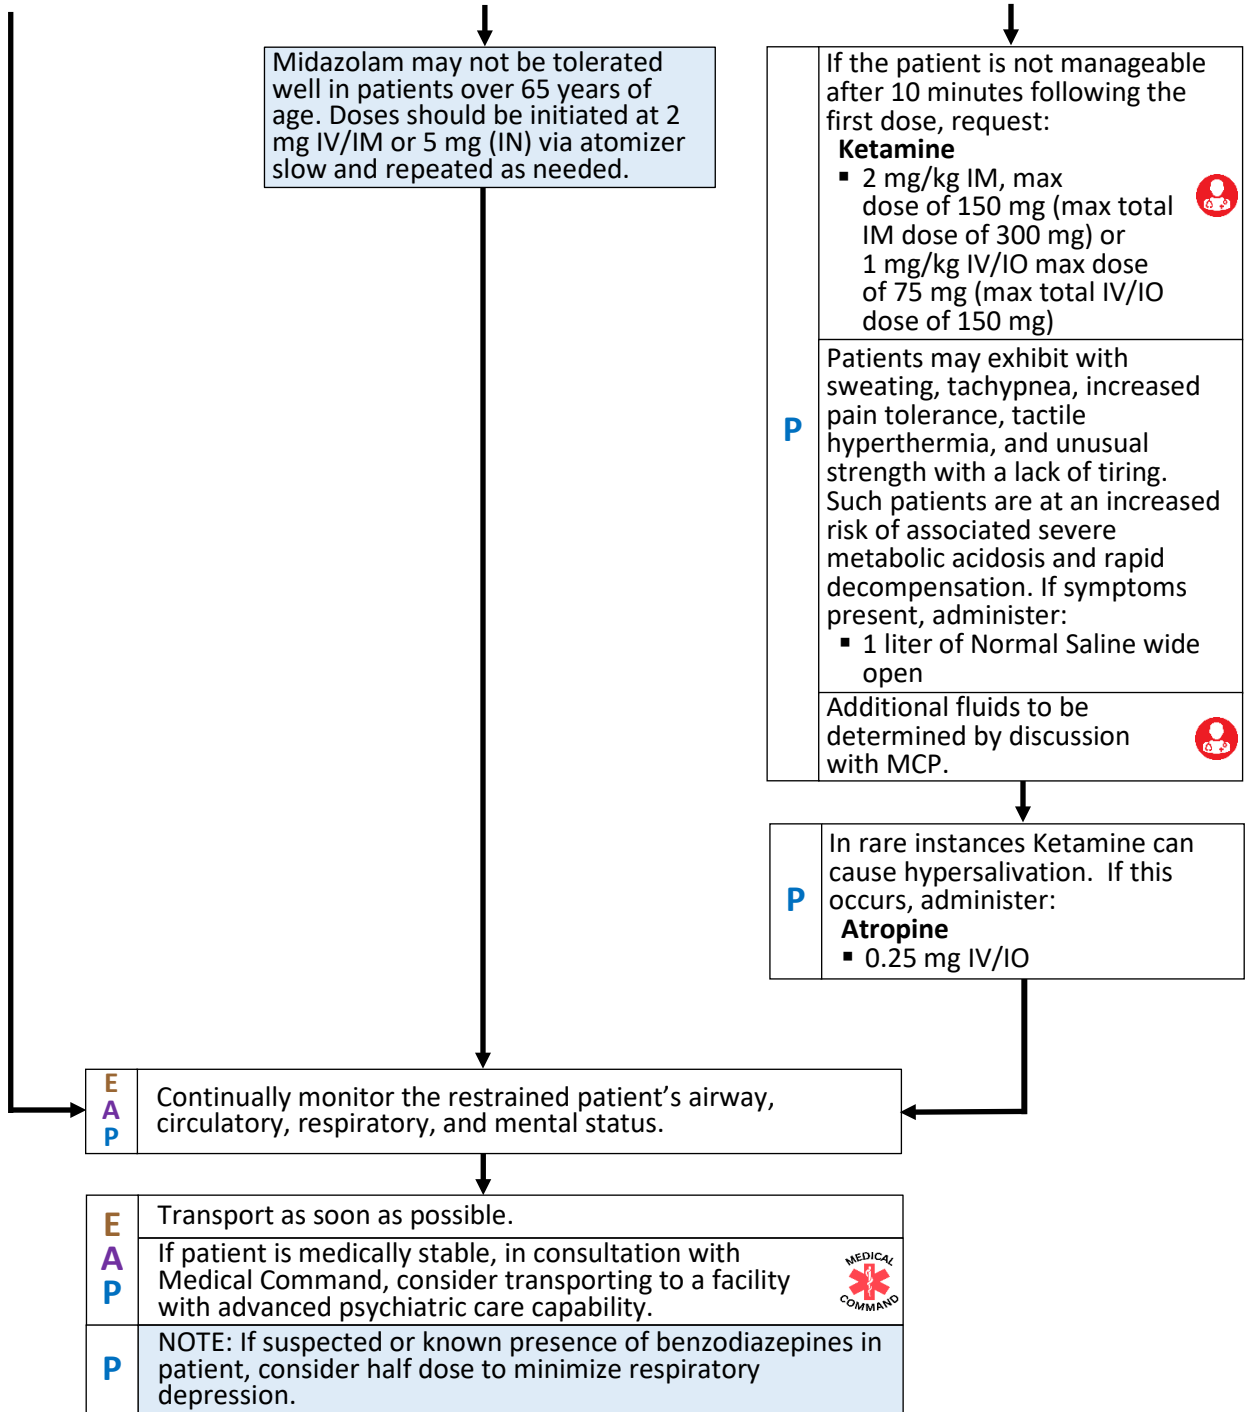 Midazolam may not be tolerated
well in patients over 65 years of
age. Doses should be initiated at 2
mg IV/IM or 5 mg (IN) via atomizer
slow and repeated as needed.
If the patient is not manageable
after 10 minutes following the
first dose, request:
Ketamine
▪ 2 mg/kg IM, max
dose of 150 mg (max total
IM dose of 300 mg) or
1 mg/kg IV/IO max dose
of 75 mg (max total IV/IO
dose of 150 mg)
P
Patients may exhibit with
sweating, tachypnea, increased
pain tolerance, tactile
hyperthermia, and unusual
strength with a lack of tiring.
Such patients are at an increased
risk of associated severe
metabolic acidosis and rapid
decompensation. If symptoms
present, administer:
▪ 1 liter of Normal Saline wide
open
Additional fluids to be
determined by discussion
with MCP.
P
In rare instances Ketamine can
cause hypersalivation.  If this
occurs, administer:
Atropine
▪ 0.25 mg IV/IO
E
A
P
Continually monitor the restrained patient’s airway,
circulatory, respiratory, and mental status.
E
A
P
Transport as soon as possible.
If patient is medically stable, in consultation with
Medical Command, consider transporting to a facility
with advanced psychiatric care capability.
MEDICAL
COMMAND
P
NOTE: If suspected or known presence of benzodiazepines in
patient, consider half dose to minimize respiratory
depression.